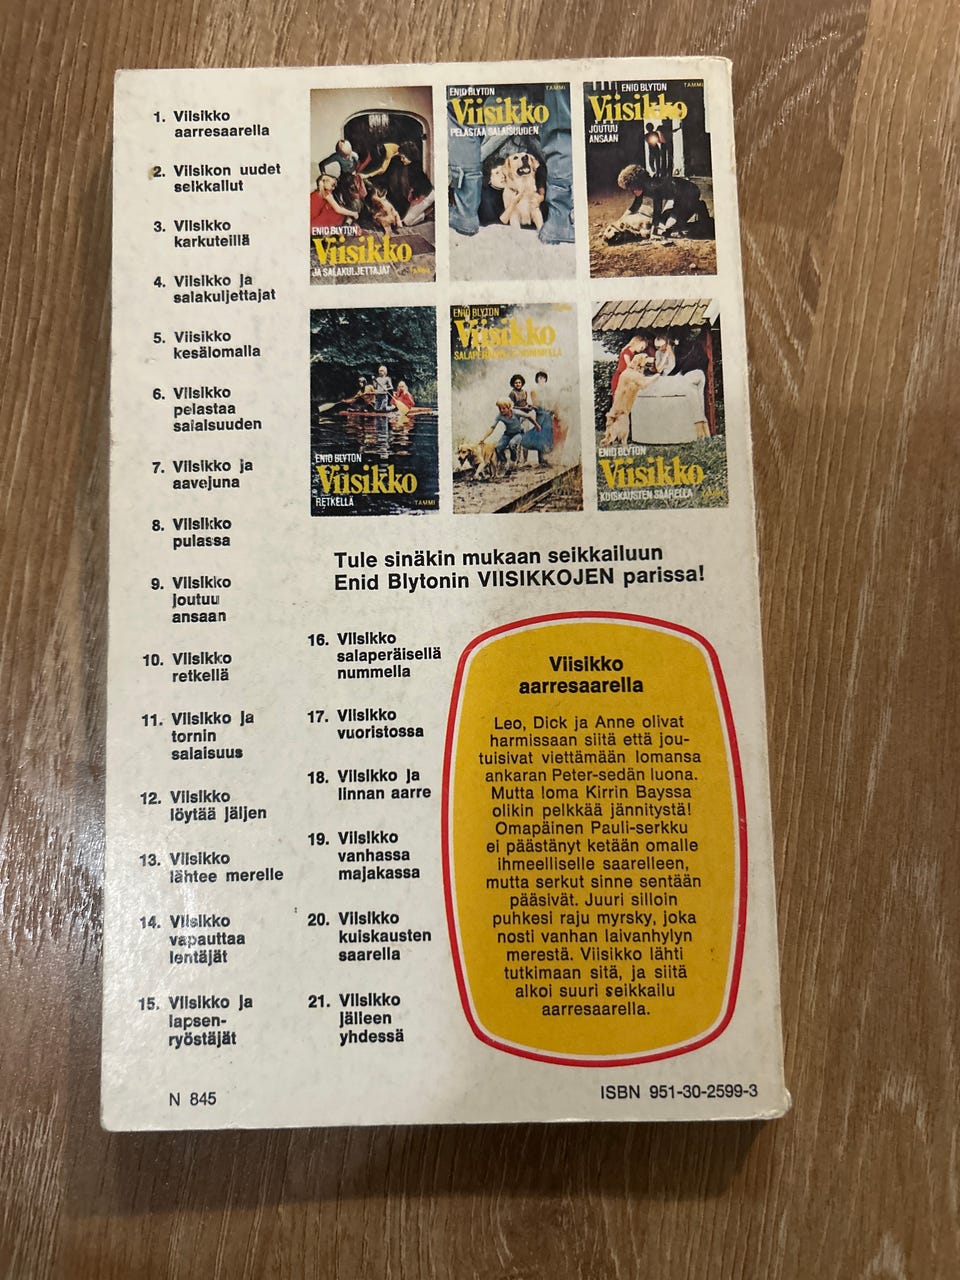 1. Viisikko
aarresaarella
2. Viisikon uudet
seikkailut
3. Viisikko
karkuteillä
4. Viisikko ja
salakuljettajat
5. Viisikko
kesälomalla
6. Viisikko
pelastaa
salaisuuden
7. Viisikko ja
aavejuna
8. Viisikko
pulassa
9. Viisikko
joutuu
ansaan
10. Viisikko
retkellä
11. Viisikko ja
tornin
salaisuus
12. Viisikko
löytää jäljen
13. Viisikko
lähtee merelle
14. Viisikko
vapauttaa
lentäjät
15. Viisikko ja
lapsen-
ryöstäjät
ENID BLYTON
Viisikko
JA SALAKULJETTAJAT
TAMMI
ENID BLYTON
TAMMI
Viisikko
PELASTAA SALAISUUDEN
ENID BLYTON
TAMMI
Viisikko
JOUTUU
ANSAAN
ENID BLYTON
Viisikko
RETKELLÄ
TAMMI
ENID BLYTON
Viisikko
SALAPERÄISELLÄ NUMMELLA
ENID BLYTON
Viisikko
KUISKAUSTEN SAARELLA
TAMMI
Tule sinäkin mukaan seikkailuun
Enid Blytonin VIISIKKOJEN parissa!
16. Viisikko
salaperäisellä
nummella
17. Viisikko
vuoristossa
18. Viisikko ja
linnan aarre
19. Viisikko
vanhassa
majakassa
20. Viisikko
kuiskausten
saarella
21. Viisikko
jälleen
yhdessä
Viisikko
aarresaarella
Leo, Dick ja Anne olivat
harmissaan siitä että jou-
tuisivat viettämään lomansa
ankaran Peter-sedän luona.
Mutta loma Kirrin Bayssa
olikin pelkkää jännitystä!
Omapäinen Pauli-serkku
ei päästänyt ketään omalle
ihmeelliselle saarelleen,
mutta serkut sinne sentään
pääsivät. Juuri silloin
puhkesi raju myrsky, joka
nosti vanhan laivanhylyn
merestä. Viisikko lähti
tutkimaan sitä, ja siitä
alkoi suuri seikkailu
aarresaarella.
N 845
ISBN 951-30-2599-3